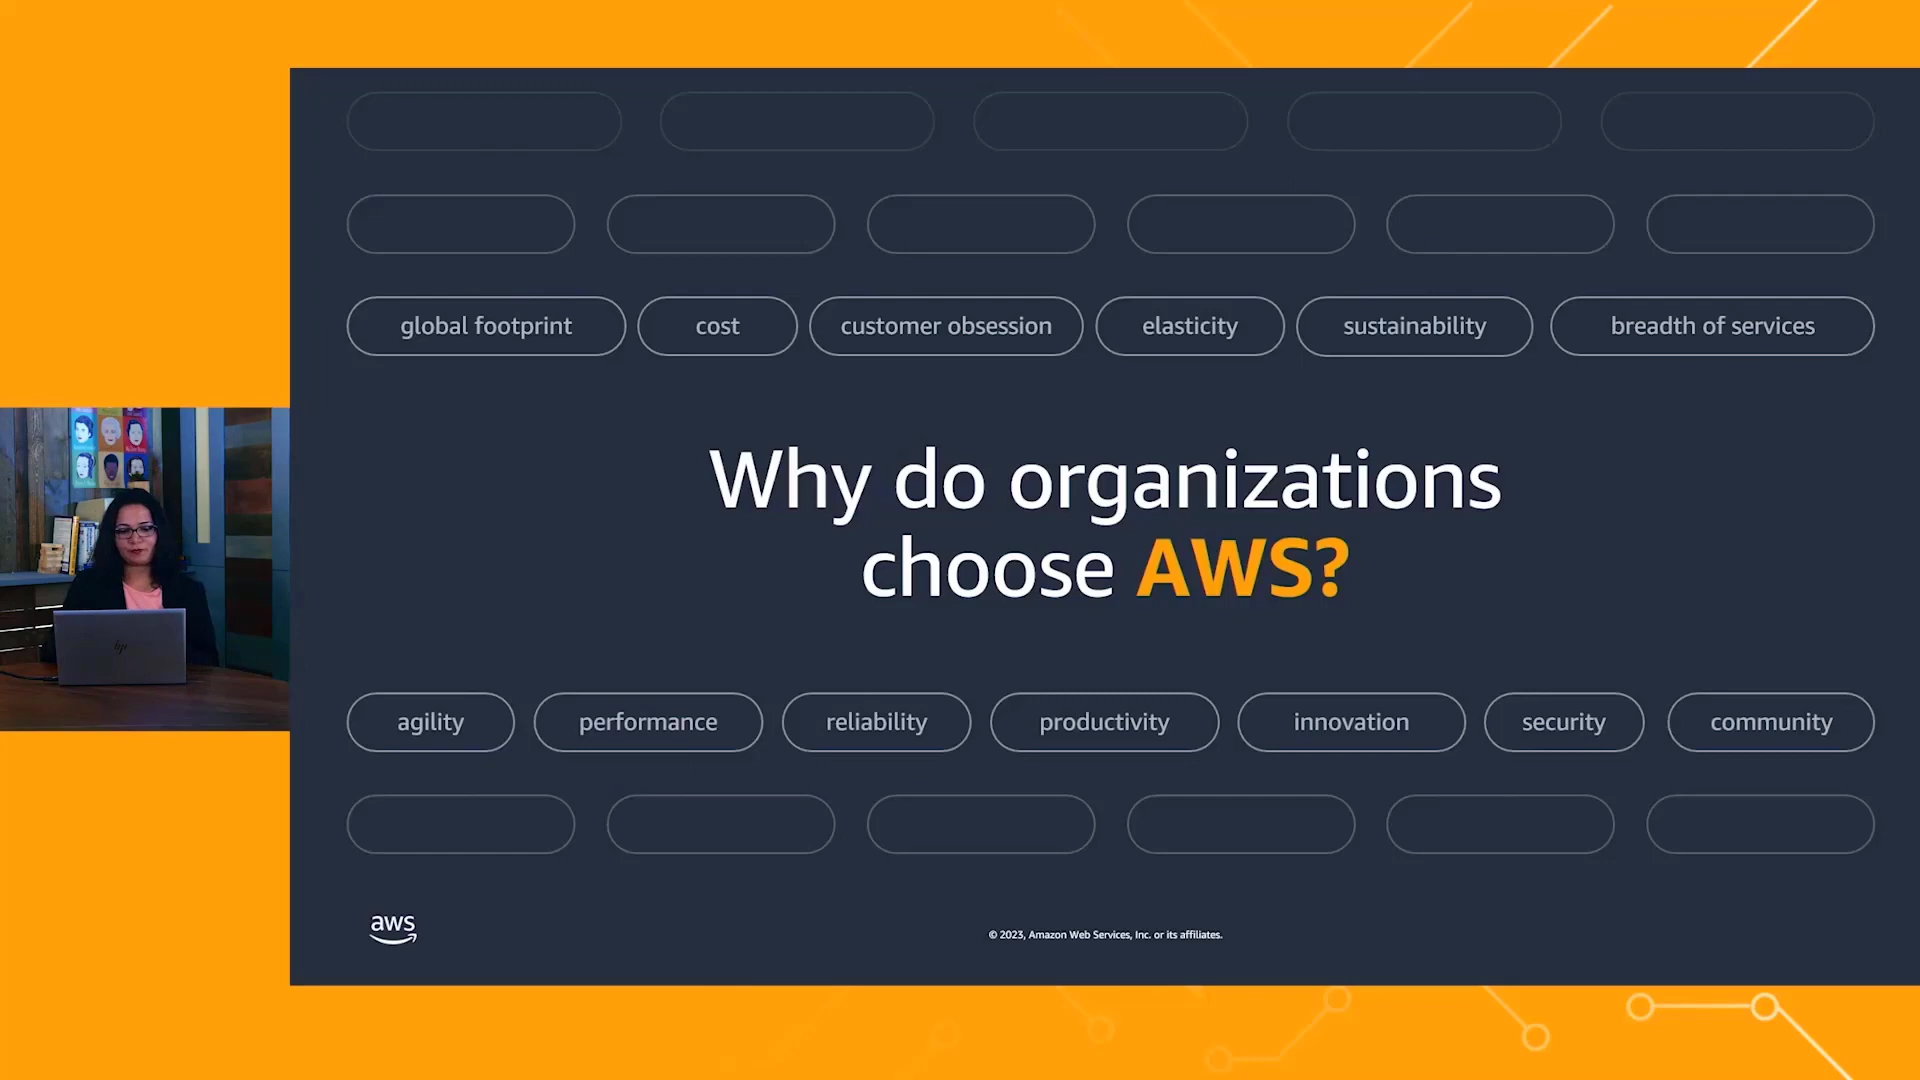 global footprint
cost
customer obsession
elasticity
sustainability
breadth of services
Why do organizations
choose AWS?
agility
performance
reliability
productivity
innovation
security
community
aws
© 2023, Amazon Web Services, Inc. or its affiliates.
hp